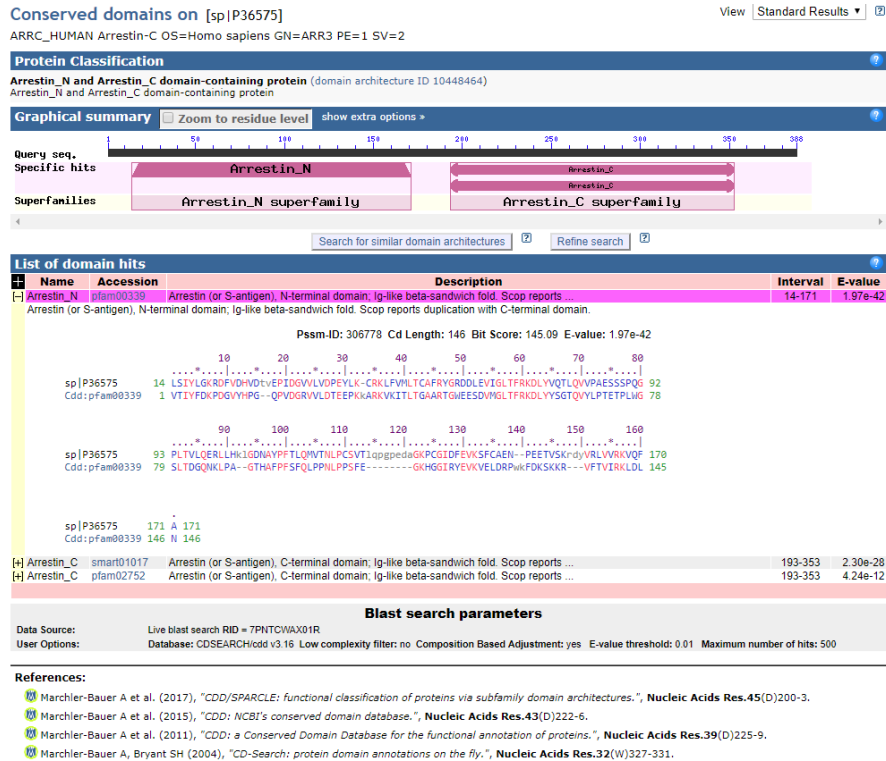 Conserved domains on [sp|P36575]
View Standard Results ▼ ?
ARRC_HUMAN Arrestin-C OS=Homo sapiens GN=ARR3 PE=1 SV=2
Protein Classification ?
Arrestin_N and Arrestin_C domain-containing protein (domain architecture ID 10448464)
Arrestin_N and Arrestin_C domain-containing protein
Graphical summary Zoom to residue level show extra options » ?
1 50 100 150 200 250 300 350 388
Query seq.
Specific hits Arrestin_N Arrestin_C
Arrestin_C
Superfamilies Arrestin_N superfamily Arrestin_C superfamily
Search for similar domain architectures ? Refine search ?
List of domain hits ?
+ Name Accession Description Interval E-value
[-] Arrestin_N pfam00339 Arrestin (or S-antigen), N-terminal domain; Ig-like beta-sandwich fold. Scop reports ... 14-171 1.97e-42
Arrestin (or S-antigen), N-terminal domain; Ig-like beta-sandwich fold. Scop reports duplication with C-terminal domain.
Pssm-ID: 306778 Cd Length: 146 Bit Score: 145.09 E-value: 1.97e-42
10 20 30 40 50 60 70 80
....*....|....*....|....*....|....*....|....*....|....*....|....*....|....*....|
sp|P36575 14 LSIYLGKRDFVDHVDtvEPIDGVVLVDPEYLK-CRKLFVMLTCAFRYGRDDLEVIGLTFRKDLYVQTLQVVPAESSSPQG 92
Cdd:pfam00339 1 VTIYFDKPDGVYHPG--QPVDGRVVLDTEEPKkARKVKITLTGAARTGWEESDVMGLTFRKDLYYSGTQVYLPTETPLWG 78
90 100 110 120 130 140 150 160
....*....|....*....|....*....|....*....|....*....|....*....|....*....|....*....|
sp|P36575 93 PLTVLQERLLHklGDNAYPFTLQMVTNLPCSVTlqpgpedaGKPCGIDFEVKSFCAEN--PEETVSKrdyVRLVVRKVQF 170
Cdd:pfam00339 79 SLTDGQNKLPA--GTHAFPFSFQLPPNLPPSFE--------GKHGGIRYEVKVELDRPwkFDKSKKR---VFTVIRKLDL 145
.
sp|P36575 171 A 171
Cdd:pfam00339 146 N 146
[+] Arrestin_C smart01017 Arrestin (or S-antigen), C-terminal domain; Ig-like beta-sandwich fold. Scop reports ... 193-353 2.30e-28
[+] Arrestin_C pfam02752 Arrestin (or S-antigen), C-terminal domain; Ig-like beta-sandwich fold. Scop reports ... 193-353 4.24e-12
Blast search parameters
Data Source: Live blast search RID = 7PNTCWAX01R
User Options: Database: CDSEARCH/cdd v3.16 Low complexity filter: no Composition Based Adjustment: yes E-value threshold: 0.01 Maximum number of hits: 500
References:
Marchler-Bauer A et al. (2017), "CDD/SPARCLE: functional classification of proteins via subfamily domain architectures.", Nucleic Acids Res.45(D)200-3.
Marchler-Bauer A et al. (2015), "CDD: NCBI's conserved domain database.", Nucleic Acids Res.43(D)222-6.
Marchler-Bauer A et al. (2011), "CDD: a Conserved Domain Database for the functional annotation of proteins.", Nucleic Acids Res.39(D)225-9.
Marchler-Bauer A, Bryant SH (2004), "CD-Search: protein domain annotations on the fly.", Nucleic Acids Res.32(W)327-331.